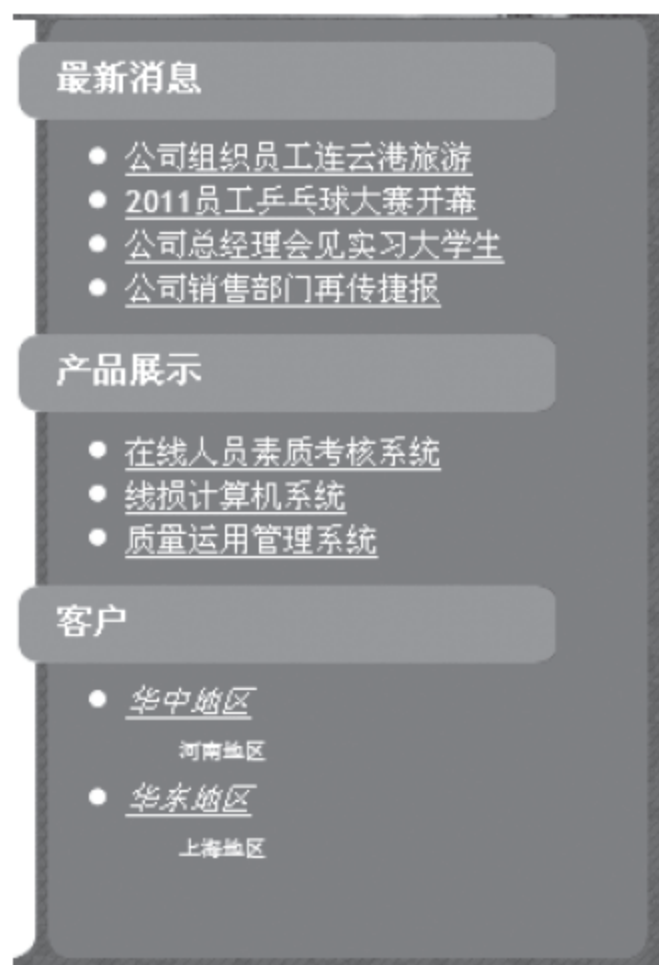 最新消息
公司组织员工连云港旅游
2011员工乒乓球大赛开幕
公司总经理会见实习大学生
公司销售部门再传捷报
产品展示
在线人员素质考核系统
线损计算机系统
质量运用管理系统
客户
华中地区
河南地区
华东地区
上海地区